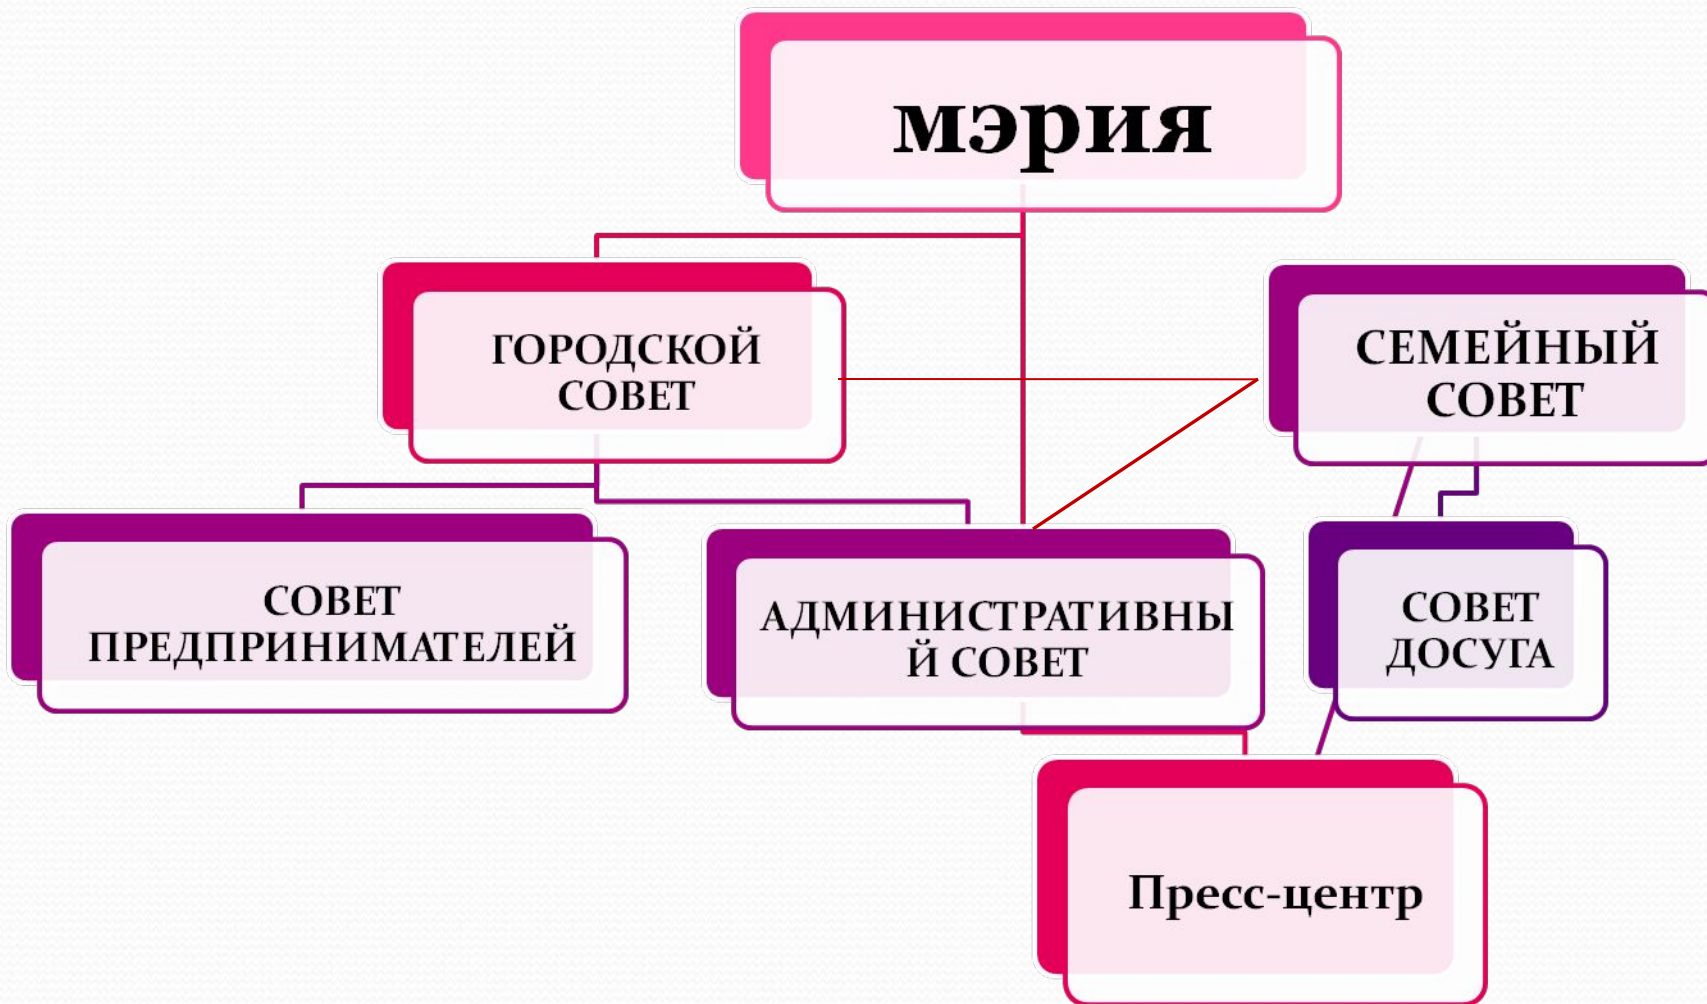 мэрия
ГОРОДСКОЙ
СОВЕТ
СЕМЕЙНЫЙ
СОВЕТ
СОВЕТ
ПРЕДПРИНИМАТЕЛЕЙ
АДМИНИСТРАТИВНЫ
Й СОВЕТ
СОВЕТ
ДОСУГА
Пресс-центр